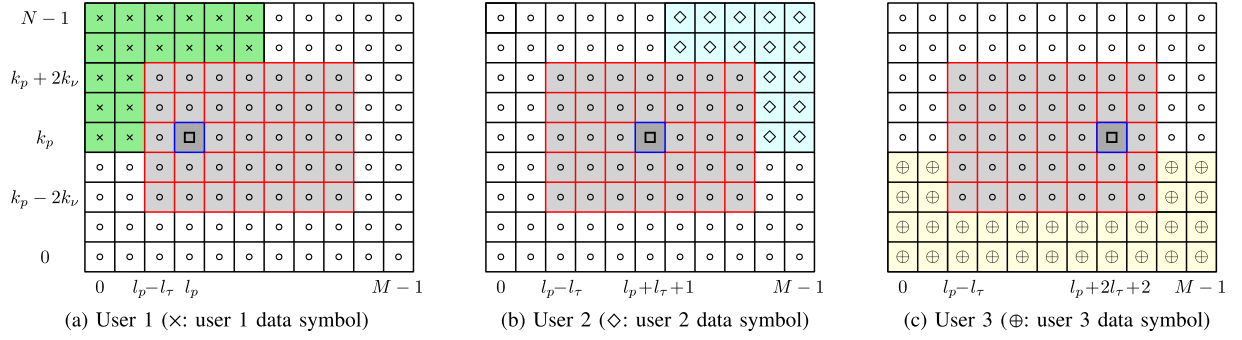 N − 1
k_p + 2k_ν
k_p
k_p − 2k_ν
0
0 l_p−l_τ l_p M − 1
0 l_p−l_τ l_p+l_τ+1 M − 1
0 l_p−l_τ l_p+2l_τ+2 M − 1
(a) User 1 (×: user 1 data symbol)
(b) User 2 (◇: user 2 data symbol)
(c) User 3 (⊕: user 3 data symbol)